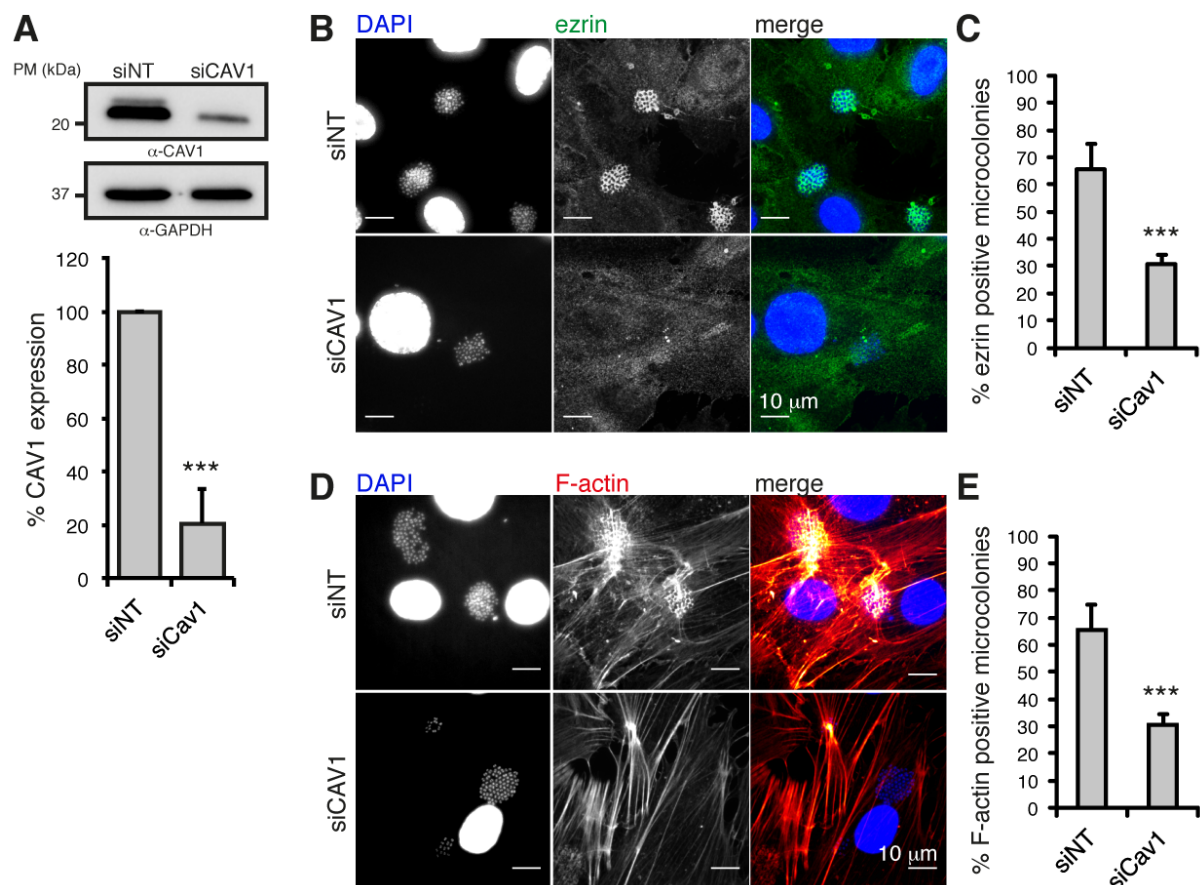 A
PM (kDa)
siNT
siCAV1
20
α-CAV1
37
α-GAPDH
% CAV1 expression
120
100
80
60
40
20
0
***
siNT
siCav1
B
DAPI
ezrin
merge
siNT
siCAV1
10 μm
C
% ezrin positive microcolonies
100
90
80
70
60
50
40
30
20
10
0
***
siNT
siCav1
D
DAPI
F-actin
merge
siNT
siCAV1
10 μm
E
% F-actin positive microcolonies
100
90
80
70
60
50
40
30
20
10
0
***
siNT
siCav1